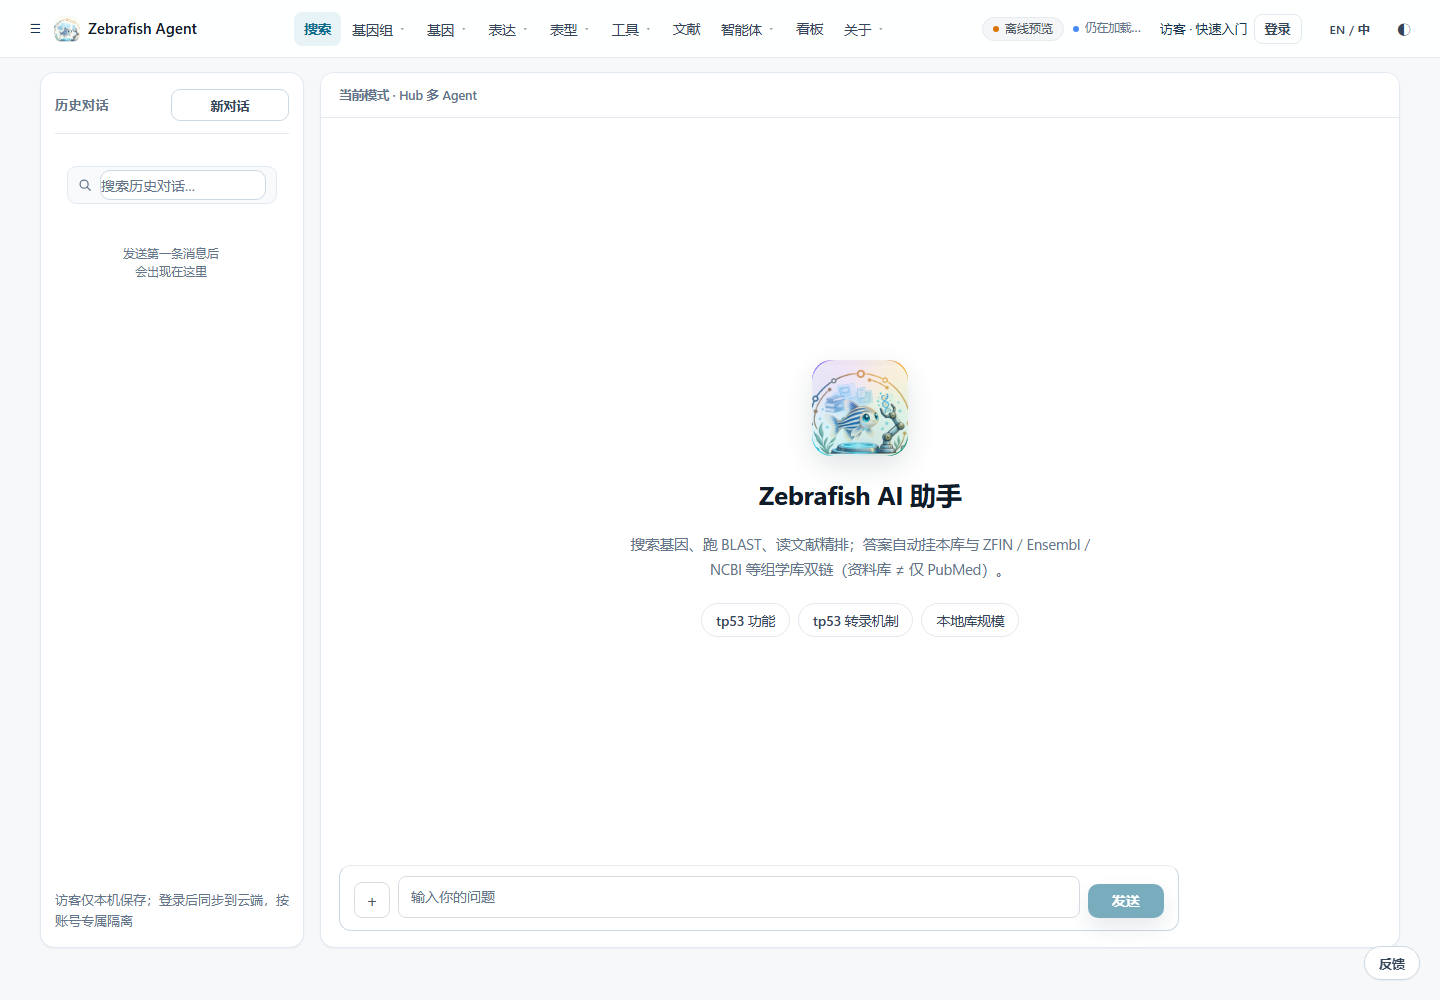 ☰ Zebrafish Agent 搜索 基因组 基因 表达 表型 工具 文献 智能体 看板 关于 离线预览 仍在加载... 访客 · 快速入门 登录 EN / 中
历史对话 新对话
搜索历史对话...
发送第一条消息后
会出现在这里
访客仅本机保存；登录后同步到云端，按
账号专属隔离
当前模式 · Hub 多 Agent
Zebrafish AI 助手
搜索基因、跑 BLAST、读文献精排；答案自动挂本库与 ZFIN / Ensembl /
NCBI 等组学库双链（资料库 ≠ 仅 PubMed）。
tp53 功能 tp53 转录机制 本地库规模
+ 输入你的问题 发送
反馈